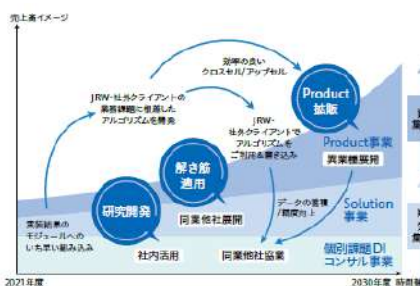 売上高イメージ
効率の良い
クロスセル/アップセル
JRW・社外クライアントの
業務課題に根差した
アルゴリズムを開発
Product
拡販
JRW・
社外クライアントで
アルゴリズムを
ご利用&書き込み
Product事業
異業種展開
解き筋
適用
同業他社展開
Solution
事業
データの蓄積
/精度向上
研究開発
社内活用
実装結果の
モジュールへの
いち早い組み込み
同業他社協業
個別課題DI
コンサル事業
2021年度
2030年度